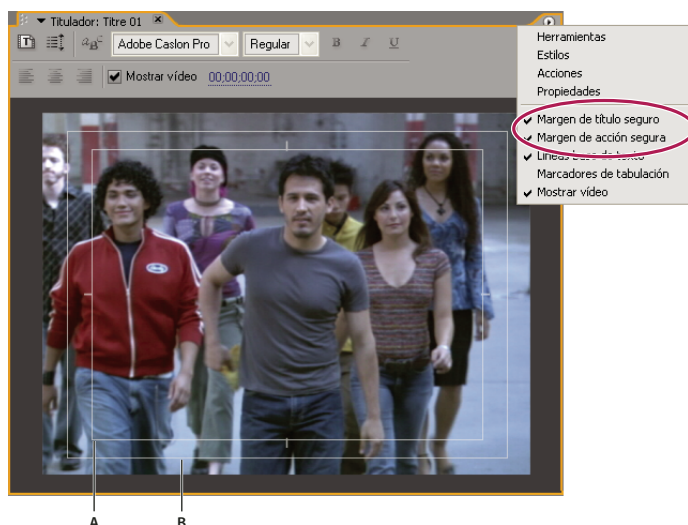 Titulador: Titre 01
Adobe Caslon Pro
Regular
B I U
Mostrar vídeo 00;00;00;00
Herramientas
Estilos
Acciones
Propiedades
Margen de título seguro
Margen de acción segura
Líneas base de texto
Marcadores de tabulación
Mostrar vídeo
A B